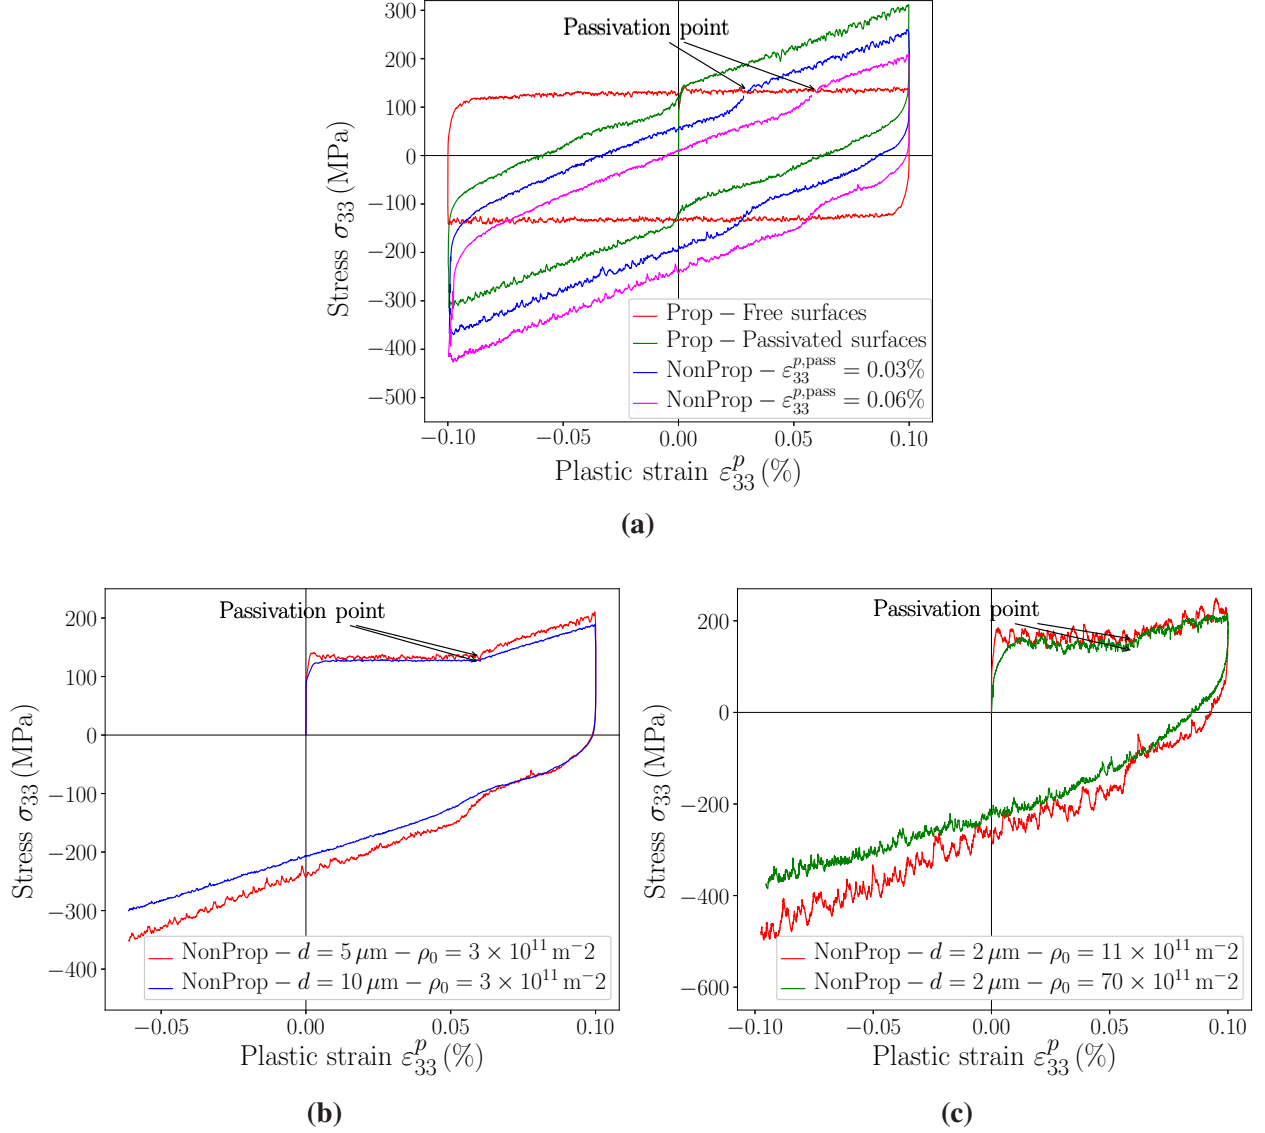 Passivation point
300
200
100
0
−100
−200
−300
−400
−500
Stress σ33 (MPa)
Prop − Free surfaces
Prop − Passivated surfaces
NonProp − ε33^p,pass = 0.03%
NonProp − ε33^p,pass = 0.06%
−0.10 −0.05 0.00 0.05 0.10
Plastic strain ε33^p (%)
(a)
Passivation point
200
100
0
−100
−200
−300
−400
Stress σ33 (MPa)
NonProp − d = 5 μm − ρ0 = 3 × 10^11 m−2
NonProp − d = 10 μm − ρ0 = 3 × 10^11 m−2
−0.05 0.00 0.05 0.10
Plastic strain ε33^p (%)
(b)
Passivation point
200
0
−200
−400
−600
Stress σ33 (MPa)
NonProp − d = 2 μm − ρ0 = 11 × 10^11 m−2
NonProp − d = 2 μm − ρ0 = 70 × 10^11 m−2
−0.10 −0.05 0.00 0.05 0.10
Plastic strain ε33^p (%)
(c)